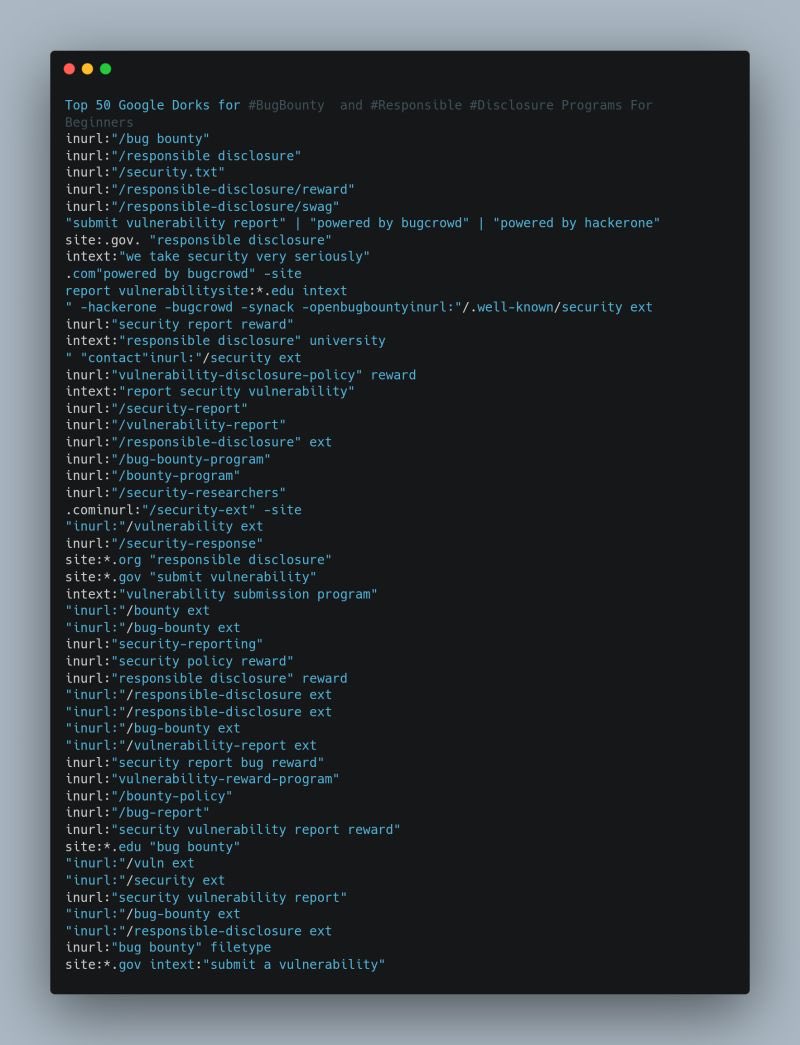 Top 50 Google Dorks for #BugBounty  and #Responsible #Disclosure Programs For
Beginners
inurl:"/bug bounty"
inurl:"/responsible disclosure"
inurl:"/security.txt"
inurl:"/responsible-disclosure/reward"
inurl:"/responsible-disclosure/swag"
"submit vulnerability report" | "powered by bugcrowd" | "powered by hackerone"
site:.gov. "responsible disclosure"
intext:"we take security very seriously"
.com"powered by bugcrowd" -site
report vulnerabilitysite:*.edu intext
" -hackerone -bugcrowd -synack -openbugbountyinurl:"/.well-known/security ext
inurl:"security report reward"
intext:"responsible disclosure" university
" "contact"inurl:"/security ext
inurl:"vulnerability-disclosure-policy" reward
intext:"report security vulnerability"
inurl:"/security-report"
inurl:"/vulnerability-report"
inurl:"/responsible-disclosure" ext
inurl:"/bug-bounty-program"
inurl:"/bounty-program"
inurl:"/security-researchers"
.cominurl:"/security-ext" -site
"inurl:"/vulnerability ext
inurl:"/security-response"
site:*.org "responsible disclosure"
site:*.gov "submit vulnerability"
intext:"vulnerability submission program"
"inurl:"/bounty ext
"inurl:"/bug-bounty ext
inurl:"security-reporting"
inurl:"security policy reward"
inurl:"responsible disclosure" reward
"inurl:"/responsible-disclosure ext
"inurl:"/responsible-disclosure ext
"inurl:"/bug-bounty ext
"inurl:"/vulnerability-report ext
inurl:"security report bug reward"
inurl:"vulnerability-reward-program"
inurl:"/bounty-policy"
inurl:"/bug-report"
inurl:"security vulnerability report reward"
site:*.edu "bug bounty"
"inurl:"/vuln ext
"inurl:"/security ext
inurl:"security vulnerability report"
"inurl:"/bug-bounty ext
"inurl:"/responsible-disclosure ext
inurl:"bug bounty" filetype
site:*.gov intext:"submit a vulnerability"